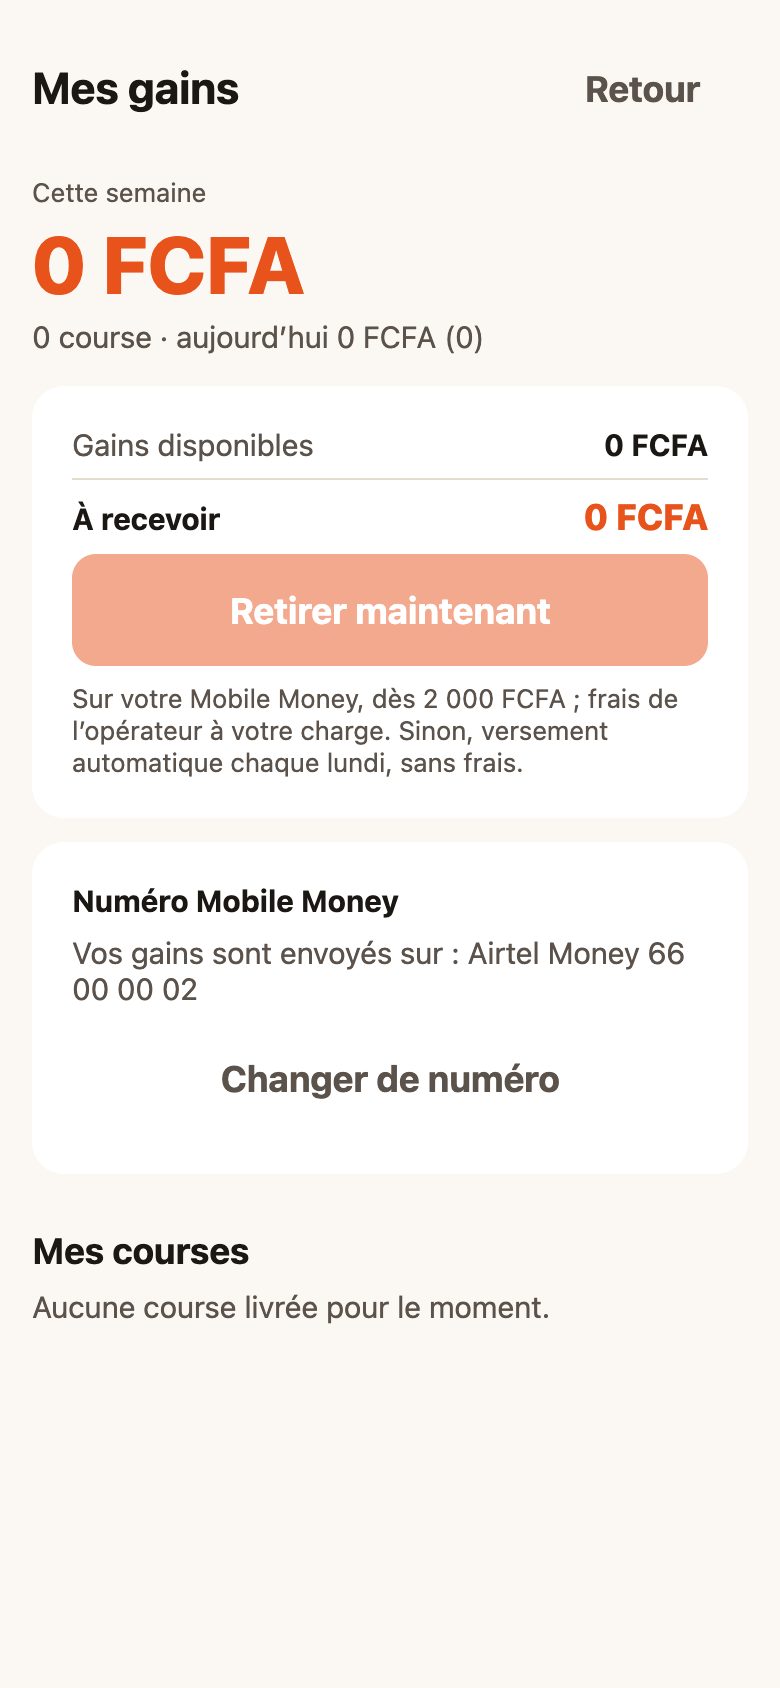 Mes gains
Retour
Cette semaine
0 FCFA
0 course · aujourd’hui 0 FCFA (0)
Gains disponibles
0 FCFA
À recevoir
0 FCFA
Retirer maintenant
Sur votre Mobile Money, dès 2 000 FCFA ; frais de
l’opérateur à votre charge. Sinon, versement
automatique chaque lundi, sans frais.
Numéro Mobile Money
Vos gains sont envoyés sur : Airtel Money 66
00 00 02
Changer de numéro
Mes courses
Aucune course livrée pour le moment.